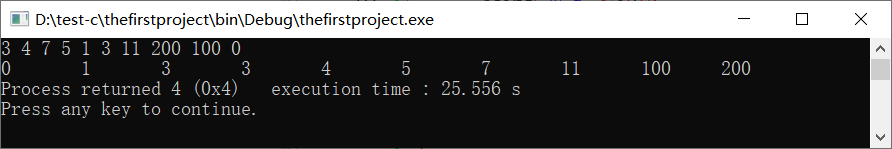 D:\test-c\thefirstproject\bin\Debug\thefirstproject.exe
3 4 7 5 1 3 11 200 100 0
0 1 3 3 4 5 7 11 100 200
Process returned 4 (0x4) execution time : 25.556 s
Press any key to continue.